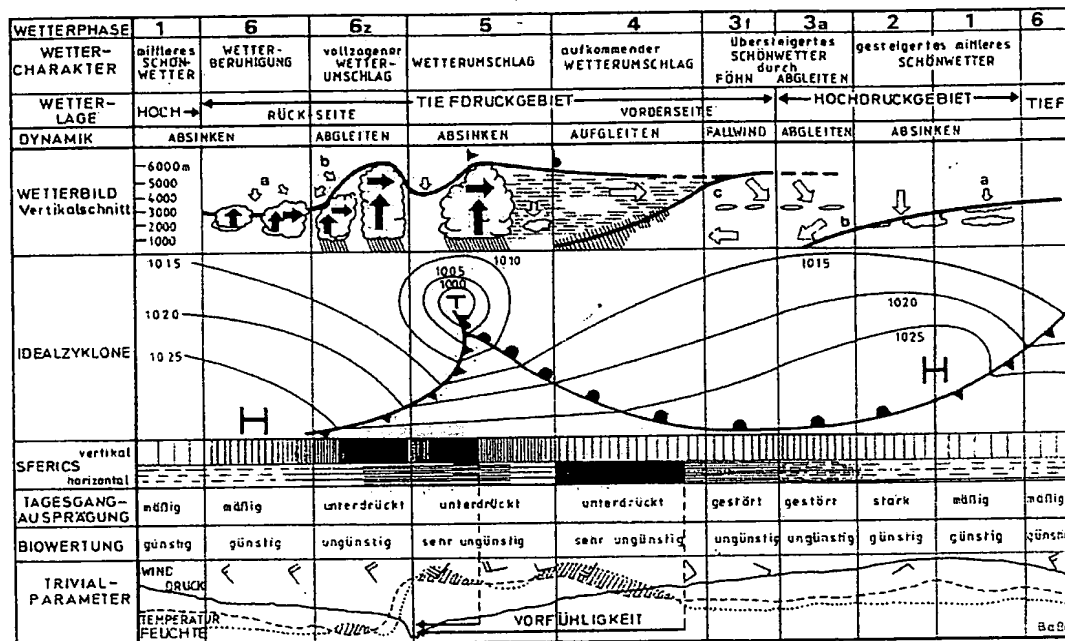 WETTERPHASE 1 6 6z 5 4 3f 3a 2 1 6
WETTER-CHARAKTER
mittleres SCHÖN-WETTER
WETTER-BERUHIGUNG
vollzogener WETTER-UMSCHLAG
WETTERUMSCHLAG
aufkommender WETTERUMSCHLAG
übersteigertes SCHÖNWETTER durch
FÖHN ABGLEITEN
gesteigertes mittleres SCHÖNWETTER
WETTER-LAGE
HOCH
TIEFDRUCKGEBIET
RÜCKSEITE VORDERSEITE
HOCHDRUCKGEBIET
TIEF
DYNAMIK ABSINKEN ABGLEITEN ABSINKEN AUFGLEITEN FALLWIND ABGLEITEN ABSINKEN
WETTERBILD
Vertikalschnitt
6000m
5000
4000
3000
2000
1000
a b c b a
IDEALZYKLONE
1015
1020
1025
H
1010
1005
1000
T
1015
1020
1025
H
SFERICS
vertikal
horizontal
TAGESGANG-AUSPRÄGUNG
mäßig mäßig unterdrückt unterdrückt unterdrückt gestört gestört stark mäßig mäßig
BIOWERTUNG günstig günstig ungünstig sehr ungünstig sehr ungünstig ungünstig ungünstig günstig günstig günstig
TRIVIAL-PARAMETER
WIND
DRUCK
TEMPERATUR
FEUCHTE
VORFÜHLIGKEIT